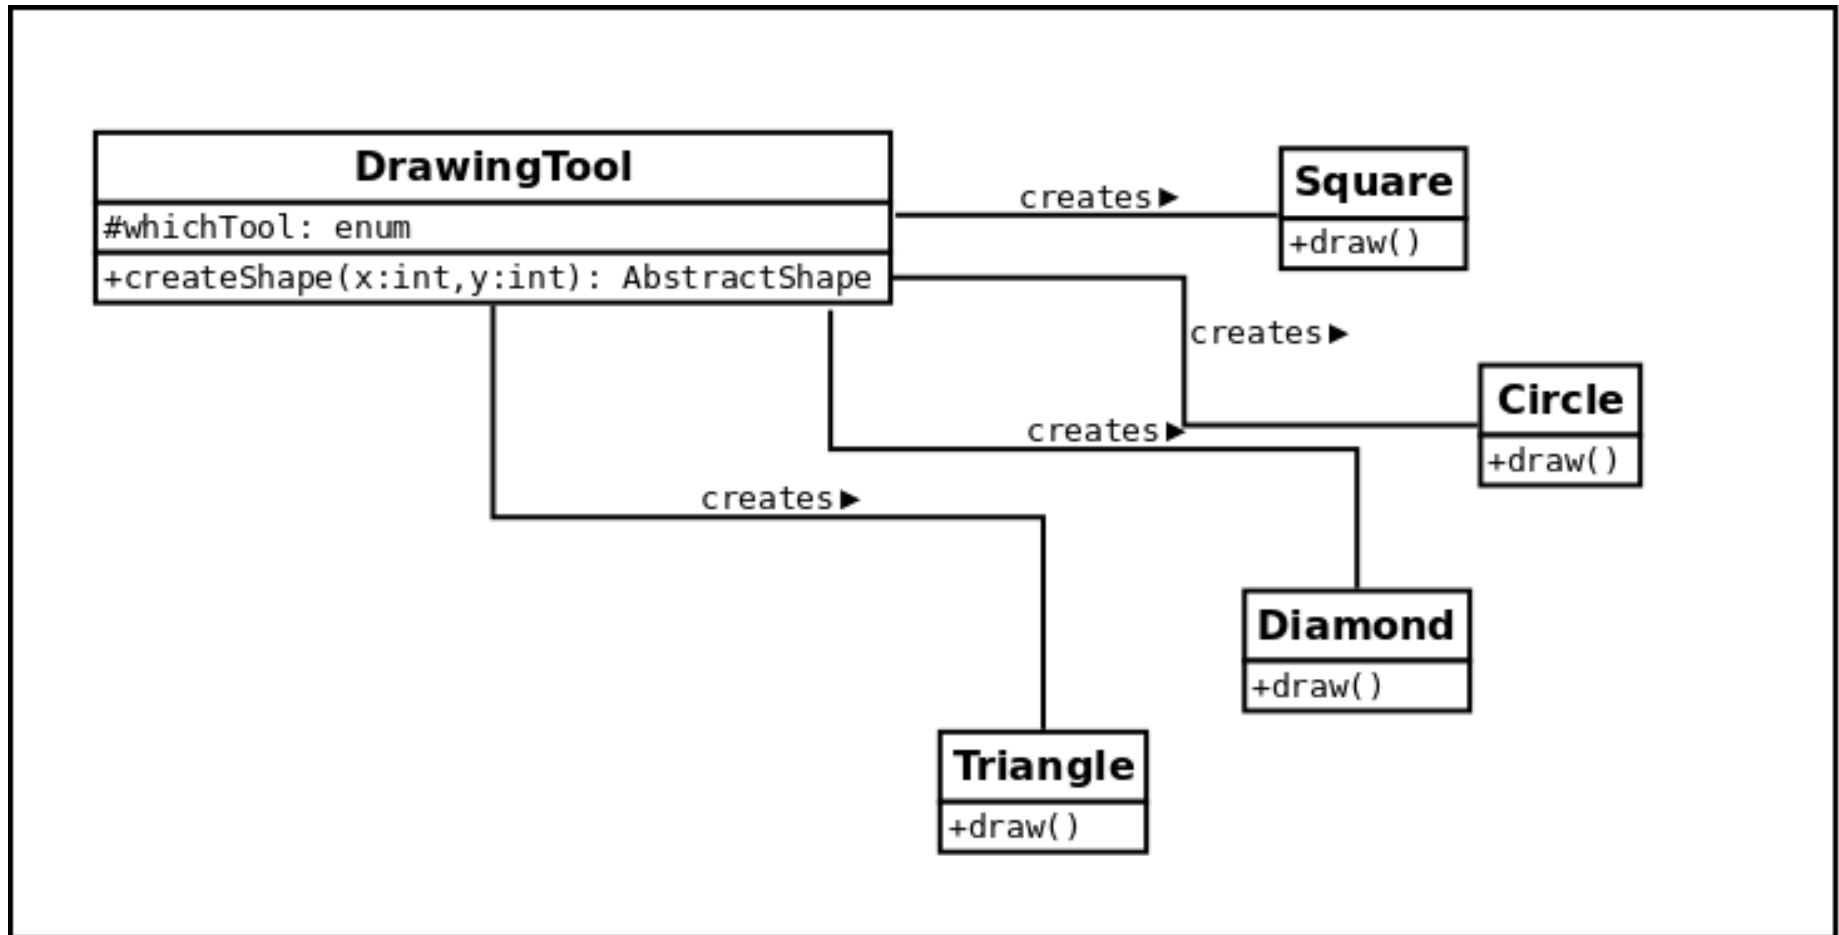 DrawingTool
#whichTool: enum
+createShape(x:int,y:int): AbstractShape
creates►
Square
+draw()
creates►
Circle
+draw()
creates►
creates►
Diamond
+draw()
Triangle
+draw()